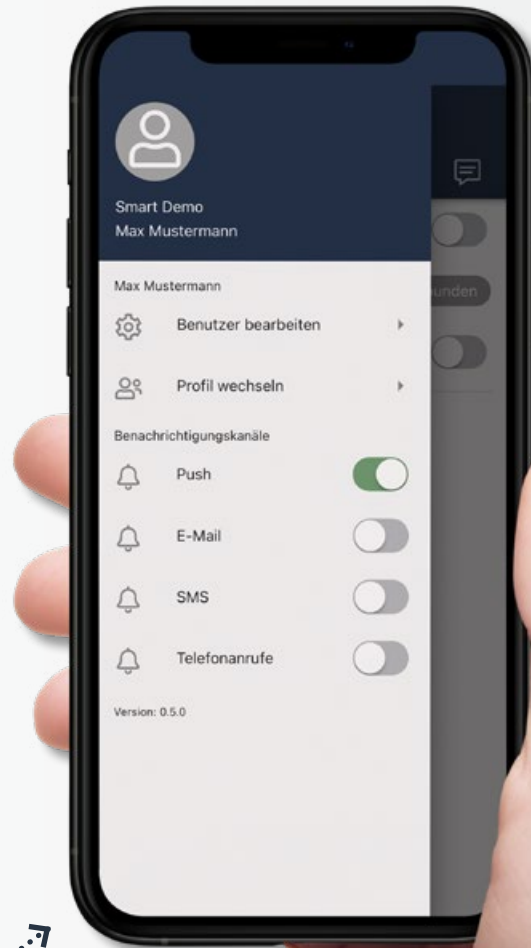 Smart Demo
Max Mustermann
Max Mustermann
Benutzer bearbeiten
Profil wechseln
Benachrichtigungskanäle
Push
E-Mail
SMS
Telefonanrufe
Version: 0.5.0
unden